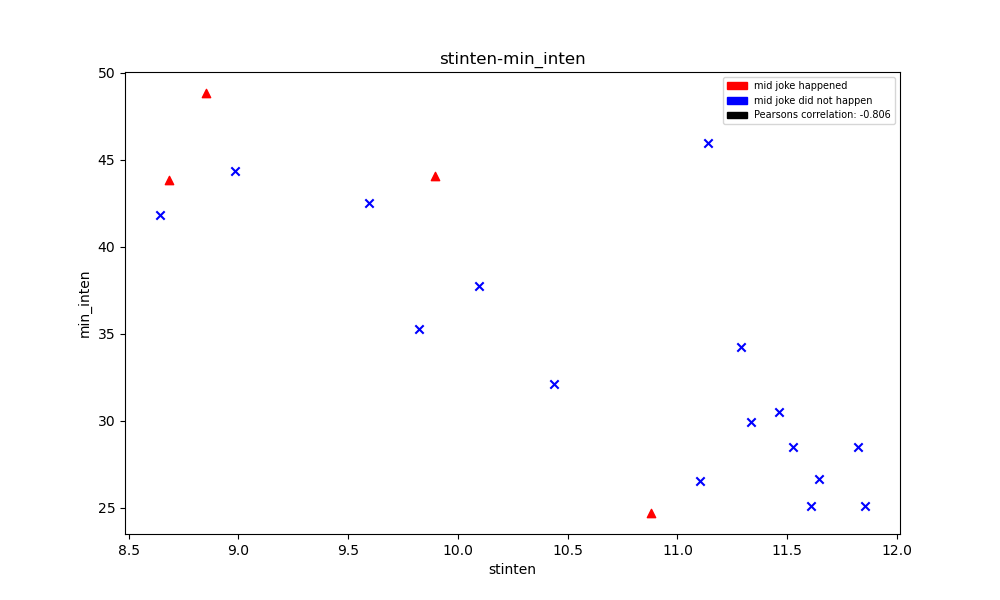 stinten-min_inten
mid joke happened
mid joke did not happen
Pearsons correlation: -0.806
50
45
40
35
30
25
min_inten
8.5 9.0 9.5 10.0 10.5 11.0 11.5 12.0
stinten